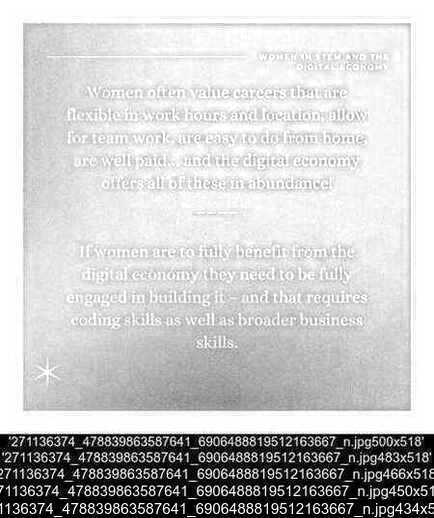 WOMEN IN STEM AND THE
DIGITAL ECONOMY
Women often value careers that are
flexible in work hours and location, allow
for team work, are easy to do from home,
are well paid... and the digital economy
offers all of these in abundance!
If women are to fully benefit from the
digital economy they need to be fully
engaged in building it – and that requires
coding skills as well as broader business
skills.
'271136374_478839863587641_6906488819512163667_n.jpg500x518'
'271136374_478839863587641_6906488819512163667_n.jpg483x518'
271136374_478839863587641_6906488819512163667_n.jpg466x518
71136374_478839863587641_6906488819512163667_n.jpg450x51
1136374_478839863587641_6906488819512163667_n.jpg434x5